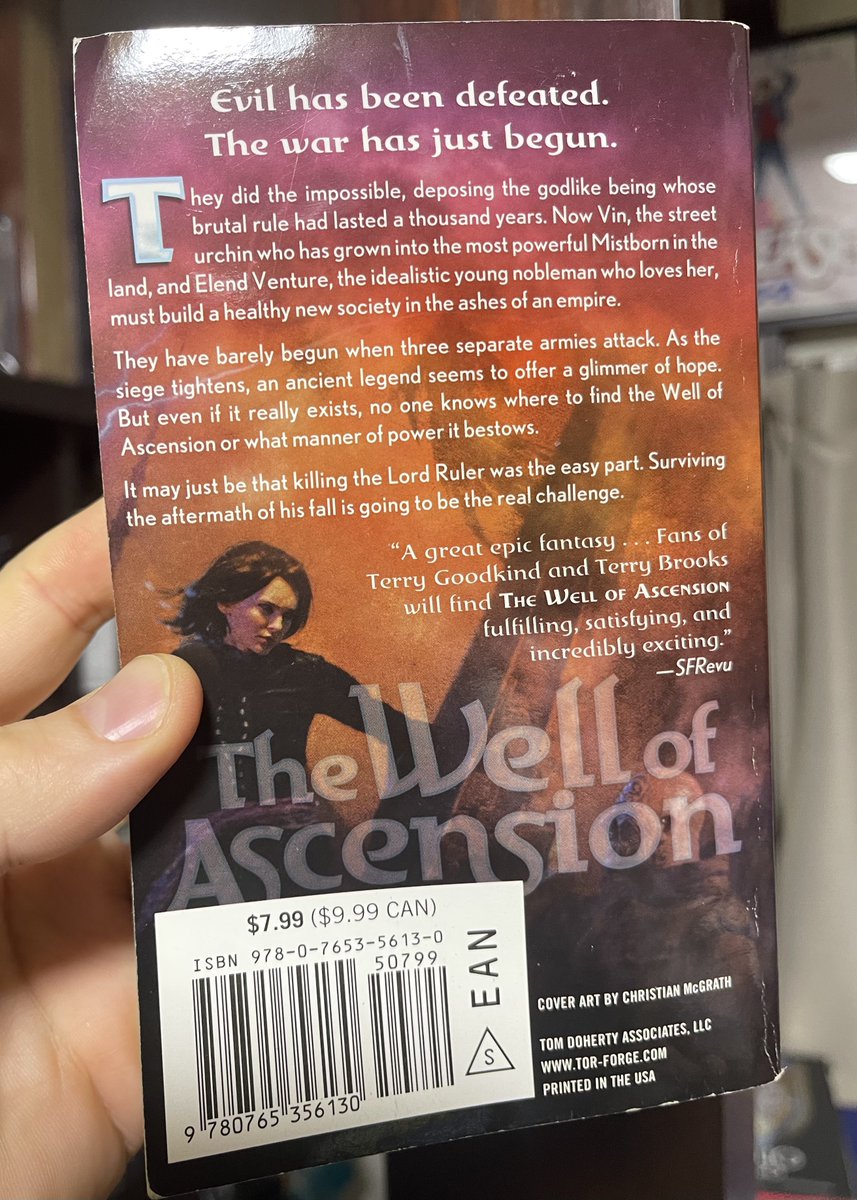 Evil has been defeated.
The war has just begun.
They did the impossible, deposing the godlike being whose
brutal rule had lasted a thousand years. Now Vin, the street
urchin who has grown into the most powerful Mistborn in the
land, and Elend Venture, the idealistic young nobleman who loves her,
must build a healthy new society in the ashes of an empire.
They have barely begun when three separate armies attack. As the
siege tightens, an ancient legend seems to offer a glimmer of hope.
But even if it really exists, no one knows where to find the Well of
Ascension or what manner of power it bestows.
It may just be that killing the Lord Ruler was the easy part. Surviving
the aftermath of his fall is going to be the real challenge.
“A great epic fantasy . . . Fans of
Terry Goodkind and Terry Brooks
will find The Well of Ascension
fulfilling, satisfying, and
incredibly exciting.”
—SFRevu
The Well of
Ascension
$7.99 ($9.99 CAN)
ISBN 978-0-7653-5613-0
50799
EAN
S
9 780765 356130
COVER ART BY CHRISTIAN McGRATH
TOM DOHERTY ASSOCIATES, LLC
WWW.TOR-FORGE.COM
PRINTED IN THE USA